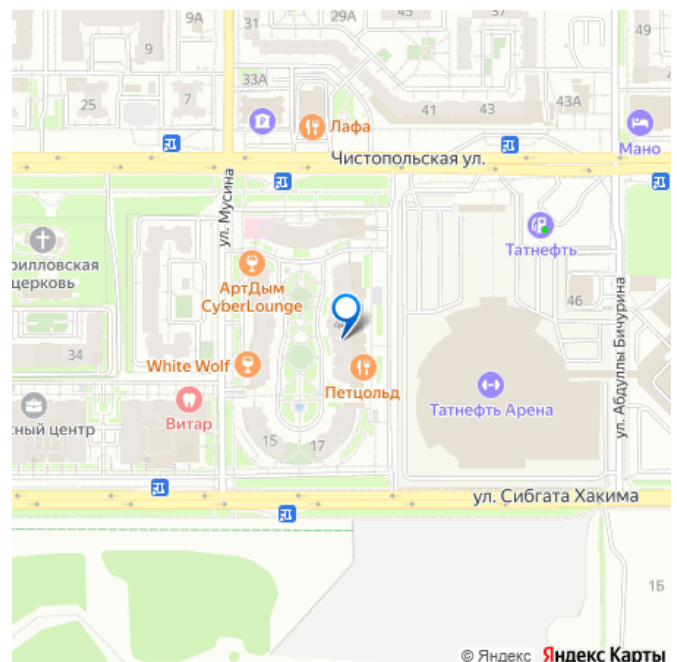 9А
9
31
29А
45
37
49
33А
25
7
41
43
43А
Лафа
Мано
Чистопольская ул.
ул. Мусина
Татнефть
рилловская
церковь
АртДым
CyberLounge
46
ул. Абдуллы Бичурина
34
White Wolf
Петцольд
Татнефть Арена
Витар
сный центр
15
17
ул. Сибгата Хакима
1Б
© Яндекс Яндекс Карты